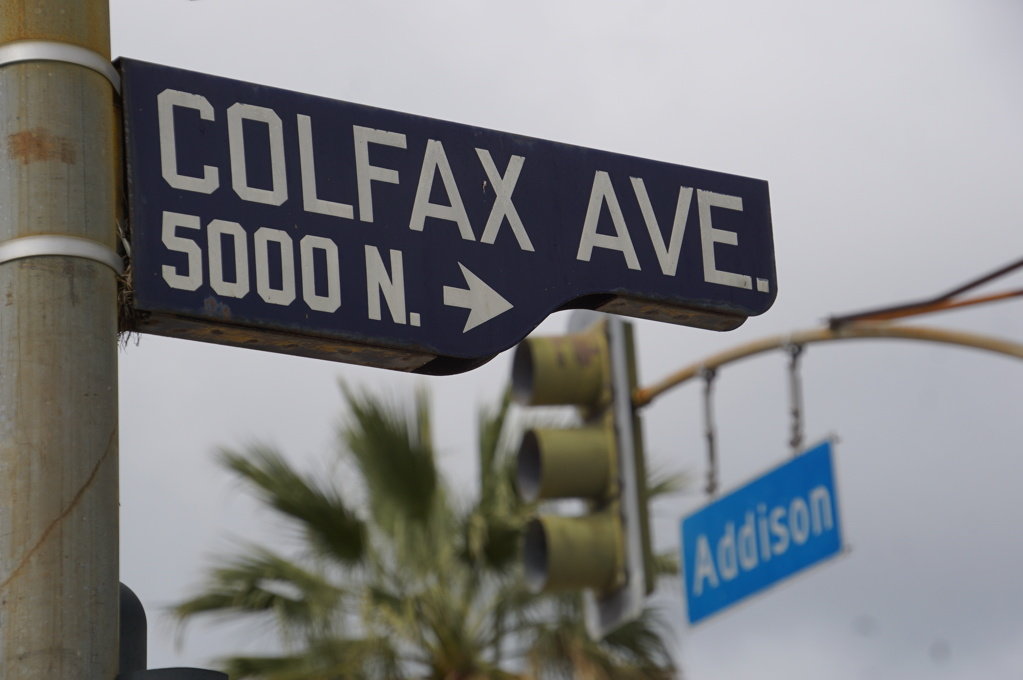 COLFAX AVE.
5000 N. →
Addison